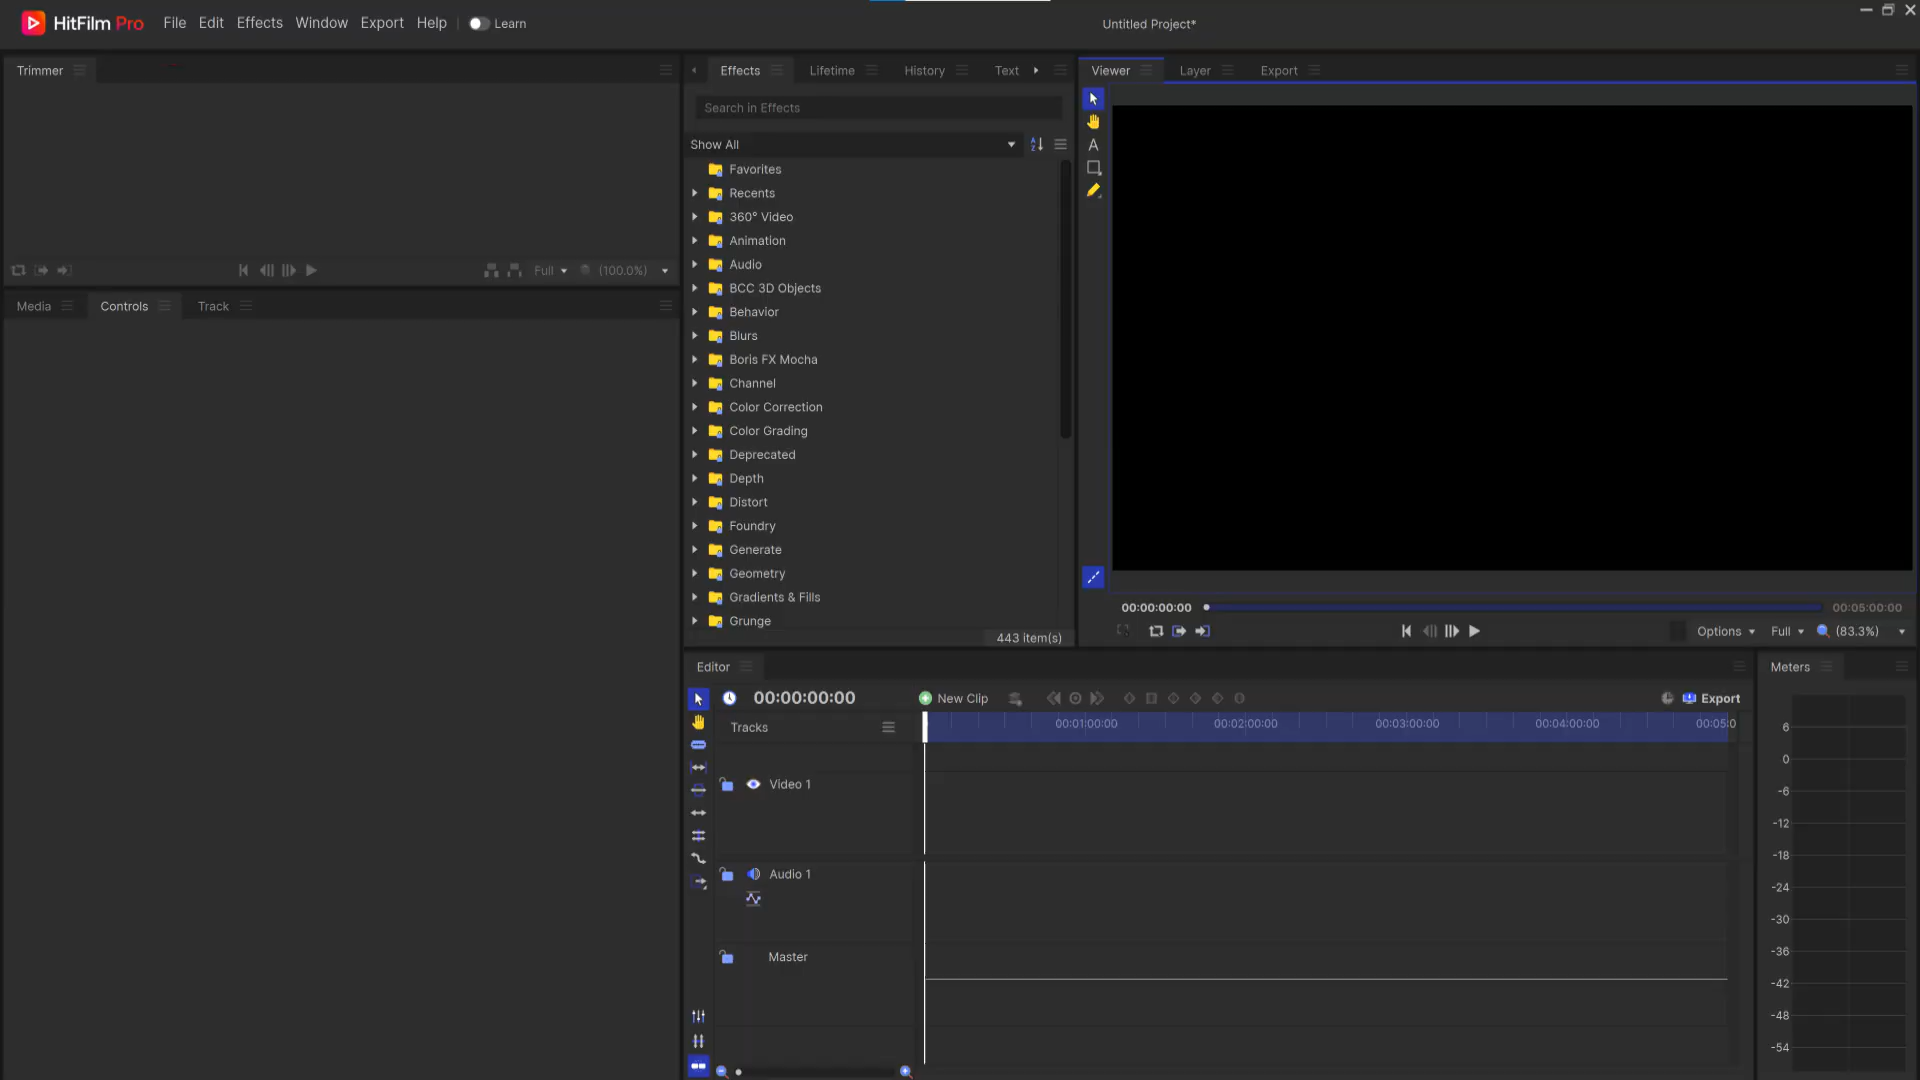 HitFilm Pro File Edit Effects Window Export Help Learn Untitled Project*
Trimmer
Full (100.0%)
Media Controls Track
Effects Lifetime History Text
Search in Effects
Show All
Favorites
Recents
360° Video
Animation
Audio
BCC 3D Objects
Behavior
Blurs
Boris FX Mocha
Channel
Color Correction
Color Grading
Deprecated
Depth
Distort
Foundry
Generate
Geometry
Gradients & Fills
Grunge
443 item(s)
Viewer Layer Export
A
00:00:00:00 00:05:00:00
Options Full (83.3%)
Editor
00:00:00:00 New Clip Export
Tracks 00:01:00:00 00:02:00:00 00:03:00:00 00:04:00:00 00:05:0
Video 1
Audio 1
Master
Meters
6
0
-6
-12
-18
-24
-30
-36
-42
-48
-54